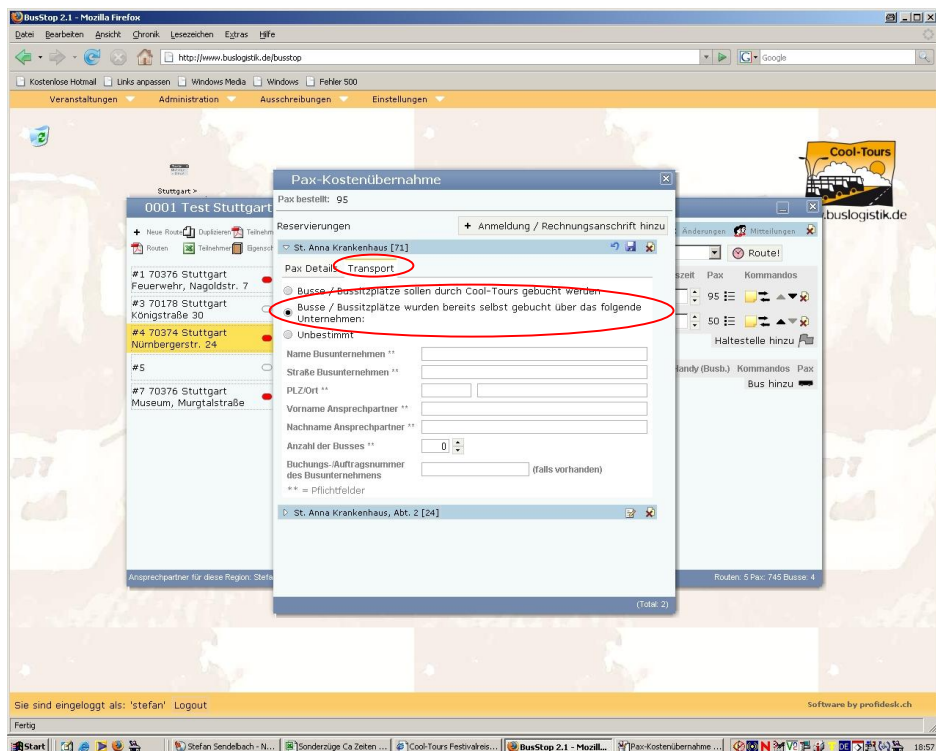 BusStop 2.1 - Mozilla Firefox
Datei Bearbeiten Ansicht Chronik Lesezeichen Extras Hilfe
http://www.buslogistik.de/busstop
Google
Kostenlose Hotmail Links anpassen Windows Media Windows Fehler 500
Veranstaltungen Administration Ausschreibungen Einstellungen
Cool-Tours
.buslogistik.de
Stuttgart >
0001 Test Stuttgart
Neue Route Duplizieren Teilnehm
Routen Teilnehmer Eigensch
#1 70376 Stuttgart
Feuerwehr, Nagoldstr. 7
#3 70178 Stuttgart
Königstraße 30
#4 70374 Stuttgart
Nürnbergerstr. 24
#5
#7 70376 Stuttgart
Museum, Murgtalstraße
Ansprechpartner für diese Region: Stefa
Pax-Kostenübernahme
Pax bestellt: 95
Reservierungen + Anmeldung / Rechnungsanschrift hinzu
St. Anna Krankenhaus [71]
Pax Details Transport
Busse / Bussitzplätze sollen durch Cool-Tours gebucht werden
Busse / Bussitzplätze wurden bereits selbst gebucht über das folgende
Unternehmen:
Unbestimmt
Name Busunternehmen **
Straße Busunternehmen **
PLZ/Ort **
Vorname Ansprechpartner **
Nachname Ansprechpartner **
Anzahl der Busses ** 0
Buchungs-/Auftragsnummer
des Busunternehmens (falls vorhanden)
** = Pflichtfelder
St. Anna Krankenhaus, Abt. 2 [24]
(Total: 2)
Änderungen Mitteilungen
Route!
szeit Pax Kommandos
95
50
Haltestelle hinzu
Handy (Busb.) Kommandos Pax
Bus hinzu
Routen: 5 Pax: 745 Busse: 4
Sie sind eingeloggt als: 'stefan' Logout
Software by profidesk.ch
Fertig
Start Stefan Sendelbach - N... Sonderzüge Ca Zeiten ... Cool-Tours Festivalreis... BusStop 2.1 - Mozill... Pax-Kostenübernahme ... DE 18:57